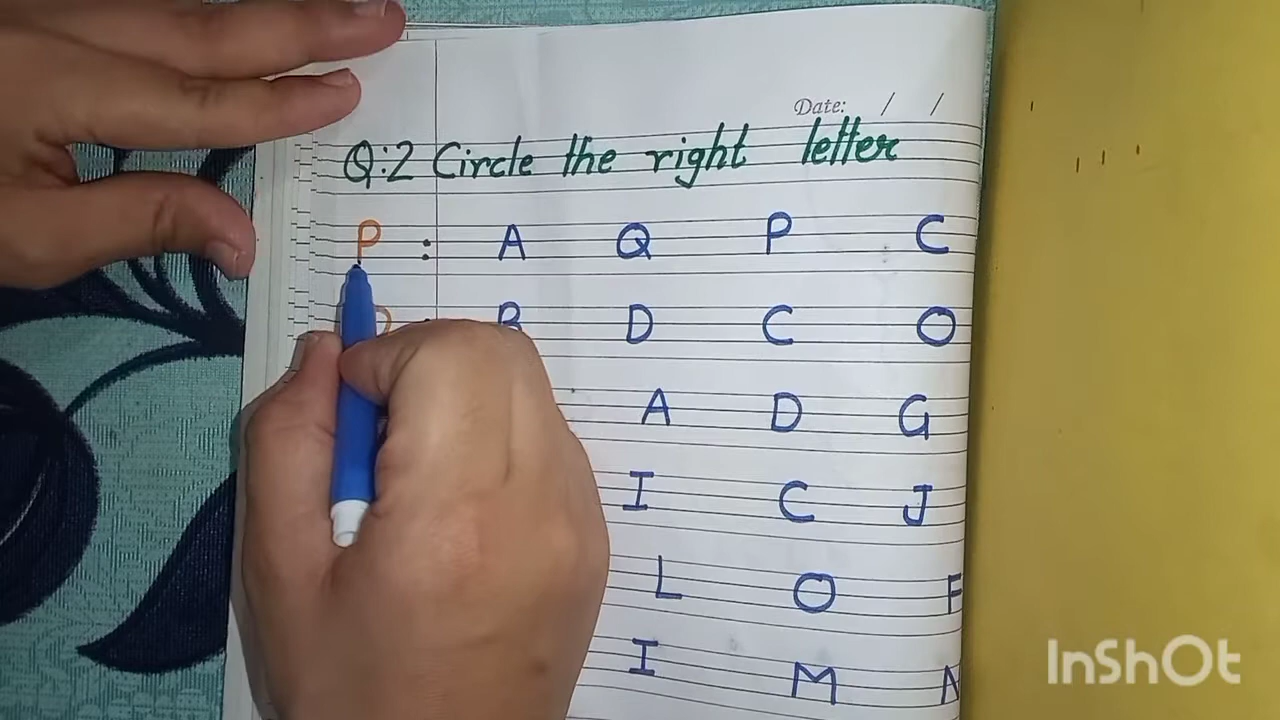 Date: / /
Q:2 Circle the right letter
P : A Q P C
B D C O
A D G
I C J
L O F
I M
InShOt